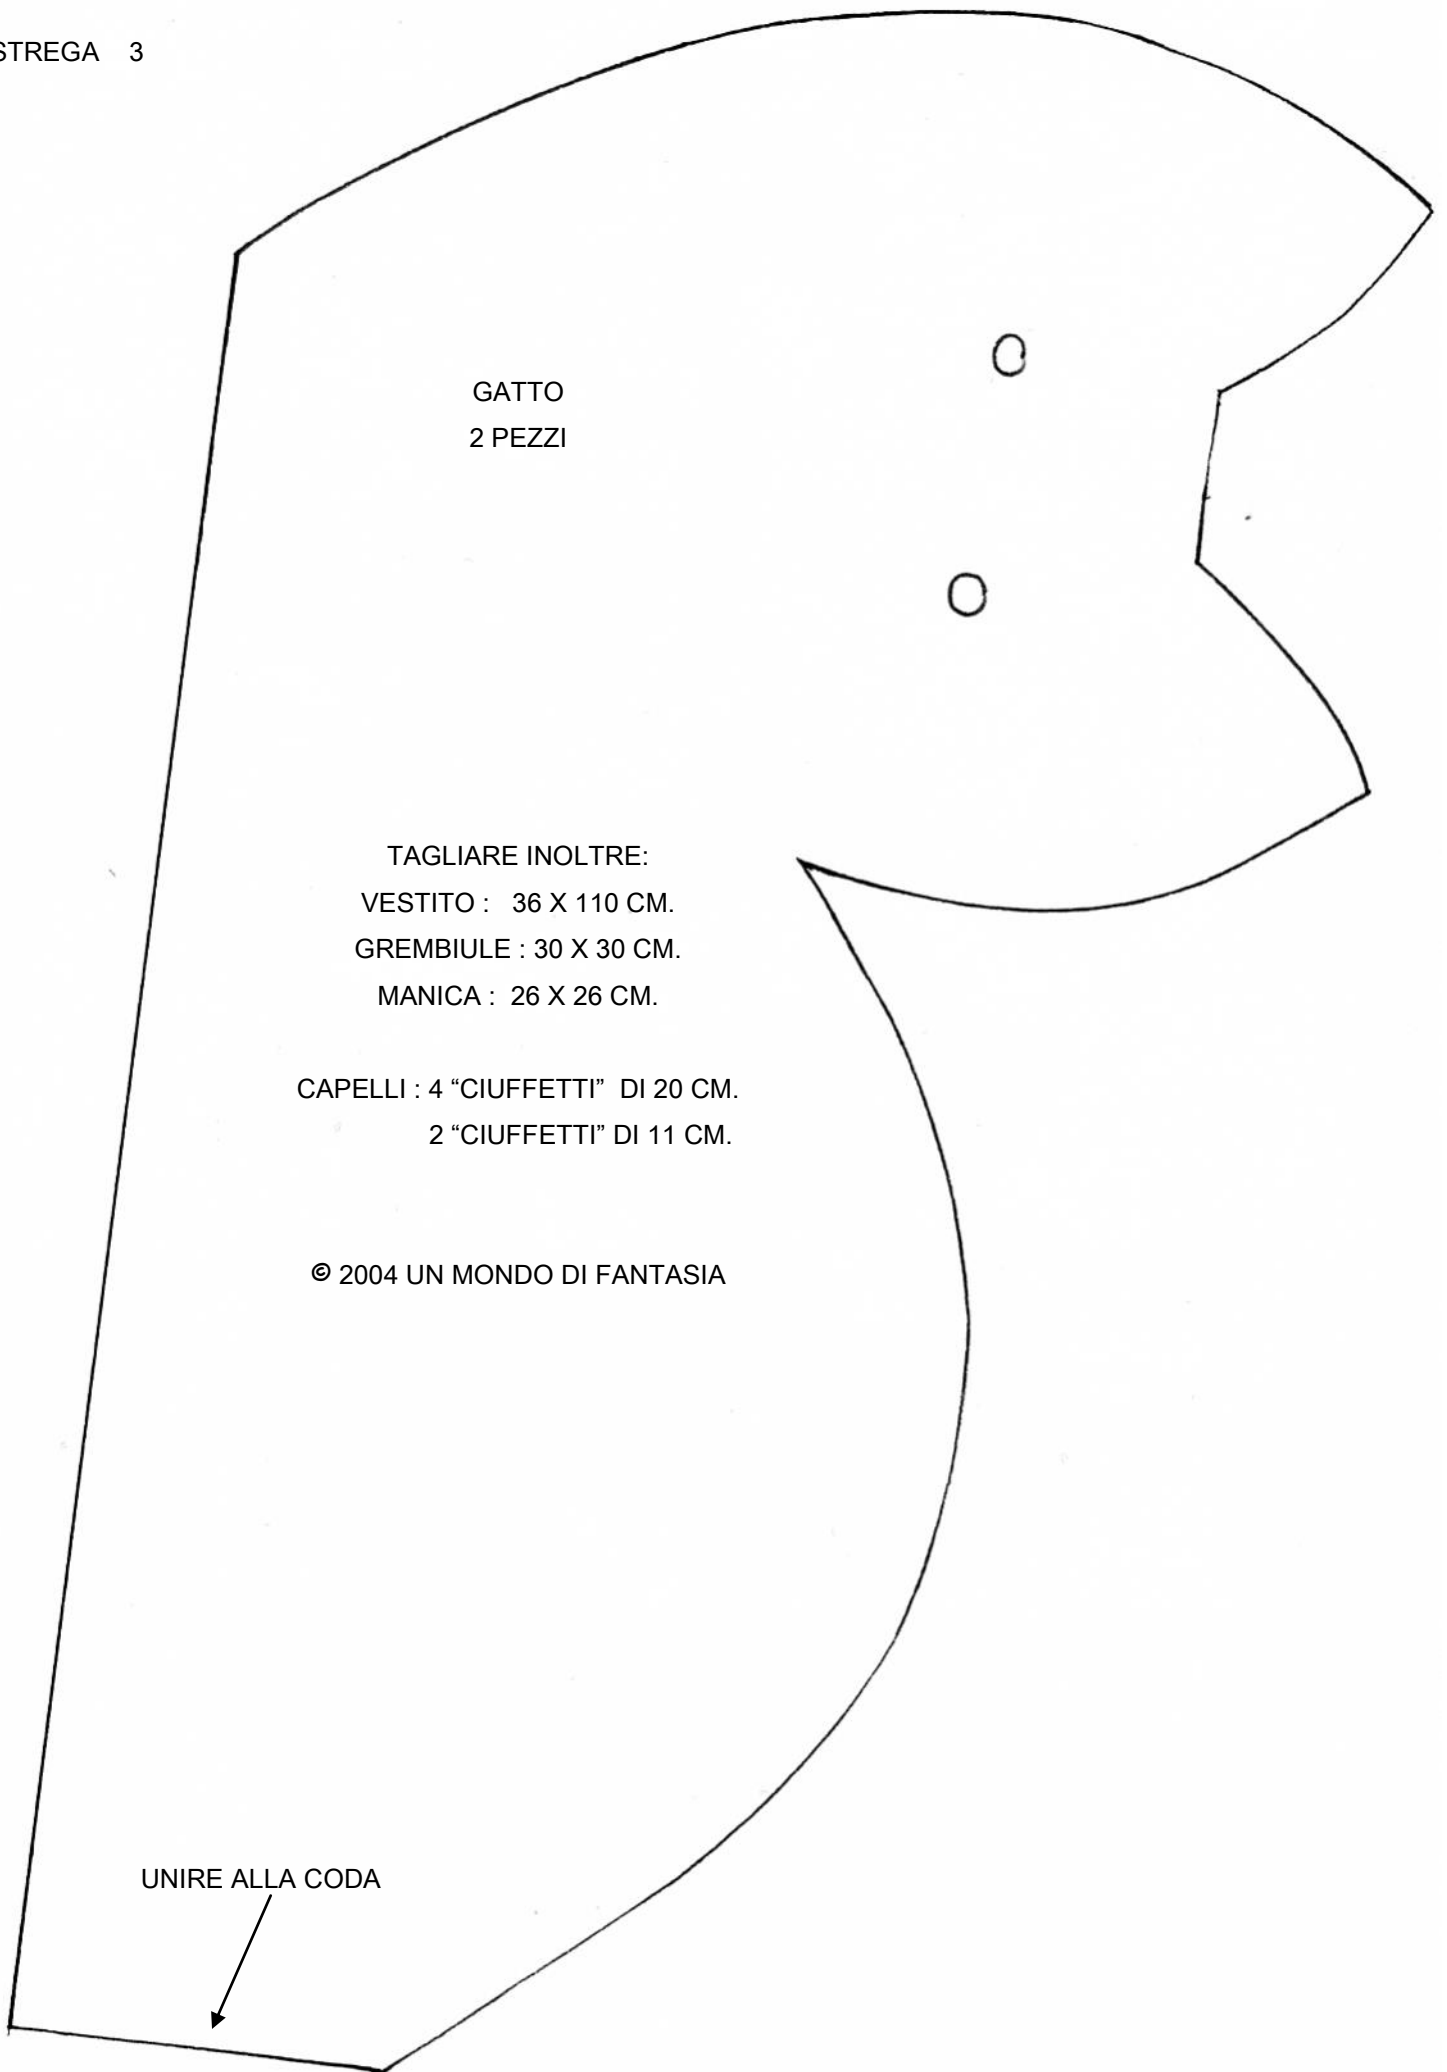 STREGA 3
GATTO
2 PEZZI
TAGLIARE INOLTRE:
VESTITO : 36 X 110 CM.
GREMBIULE : 30 X 30 CM.
MANICA : 26 X 26 CM.
CAPELLI : 4 “CIUFFETTI” DI 20 CM.
2 “CIUFFETTI” DI 11 CM.
© 2004 UN MONDO DI FANTASIA
UNIRE ALLA CODA